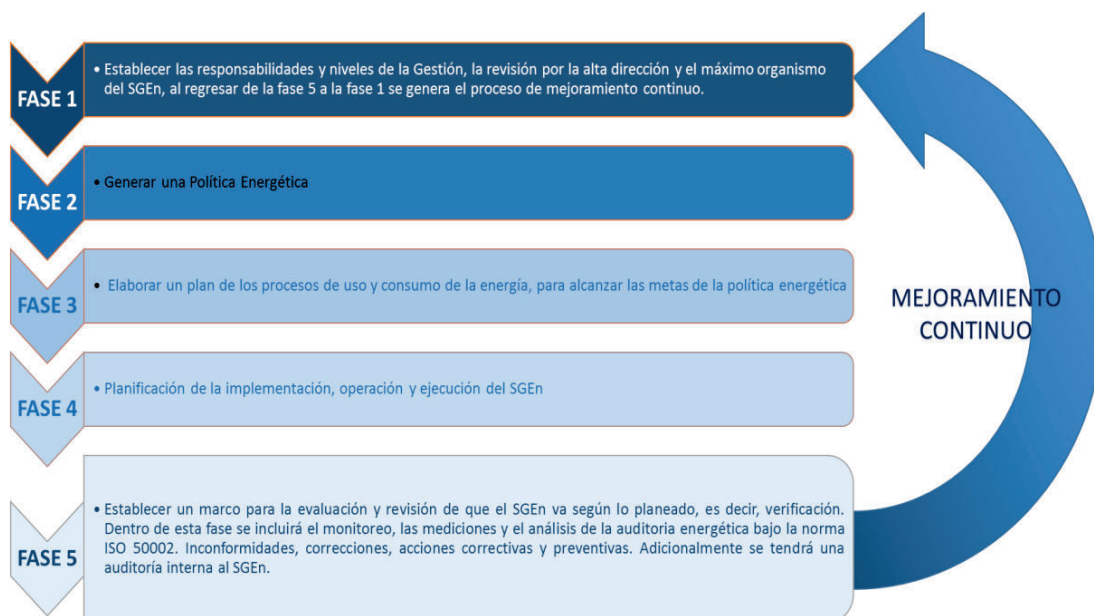 FASE 1
• Establecer las responsabilidades y niveles de la Gestión, la revisión por la alta dirección y el máximo organismo
del SGEn, al regresar de la fase 5 a la fase 1 se genera el proceso de mejoramiento continuo.
FASE 2
• Generar una Política Energética
FASE 3
• Elaborar un plan de los procesos de uso y consumo de la energía, para alcanzar las metas de la política energética
MEJORAMIENTO
CONTINUO
FASE 4
• Planificación de la implementación, operación y ejecución del SGEn
FASE 5
• Establecer un marco para la evaluación y revisión de que el SGEn va según lo planeado, es decir, verificación.
Dentro de esta fase se incluirá el monitoreo, las mediciones y el análisis de la auditoria energética bajo la norma
ISO 50002. Inconformidades, correcciones, acciones correctivas y preventivas. Adicionalmente se tendrá una
auditoría interna al SGEn.